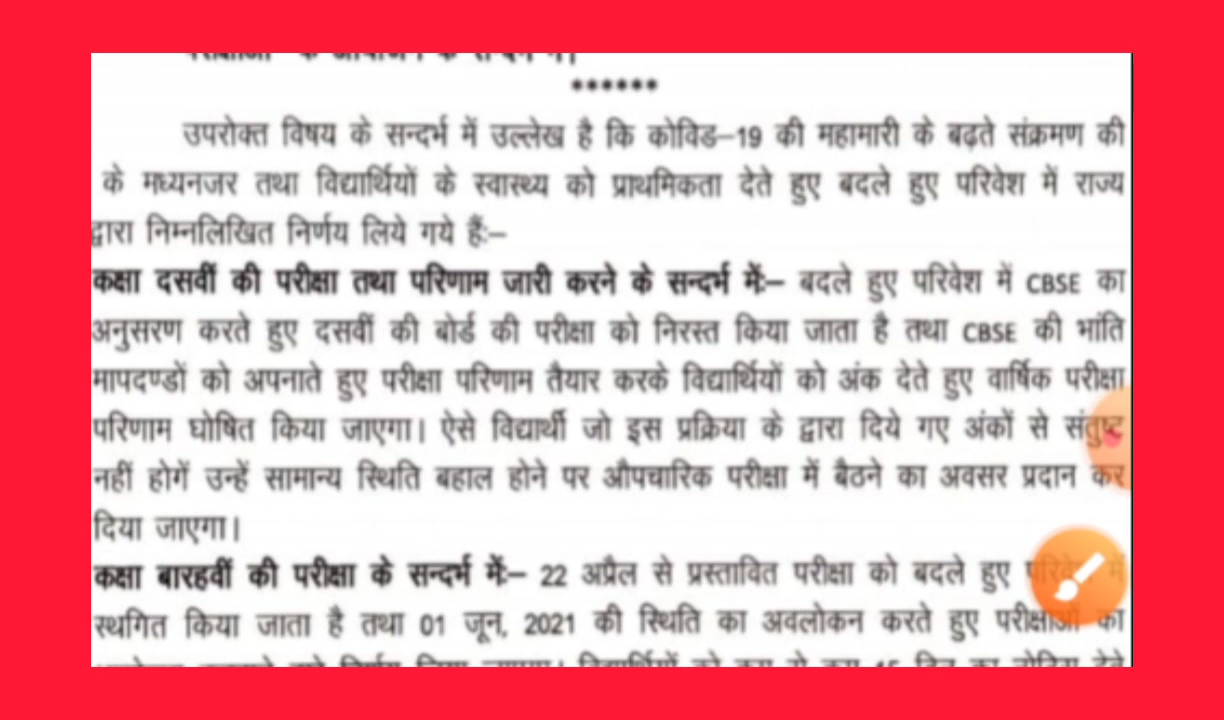 ******
उपरोक्त विषय के सन्दर्भ में उल्लेख है कि कोविड–19 की महामारी के बढ़ते संक्रमण की
के मध्यनजर तथा विद्यार्थियों के स्वास्थ्य को प्राथमिकता देते हुए बदले हुए परिवेश में राज्य
द्वारा निम्नलिखित निर्णय लिये गये हैं:–
कक्षा दसवीं की परीक्षा तथा परिणाम जारी करने के सन्दर्भ में:– बदले हुए परिवेश में CBSE का
अनुसरण करते हुए दसवीं की बोर्ड की परीक्षा को निरस्त किया जाता है तथा CBSE की भांति
मापदण्डों को अपनाते हुए परीक्षा परिणाम तैयार करके विद्यार्थियों को अंक देते हुए वार्षिक परीक्षा
परिणाम घोषित किया जाएगा। ऐसे विद्यार्थी जो इस प्रक्रिया के द्वारा दिये गए अंकों से संतुष्ट
नहीं होगें उन्हें सामान्य स्थिति बहाल होने पर औपचारिक परीक्षा में बैठने का अवसर प्रदान कर
दिया जाएगा।
कक्षा बारहवीं की परीक्षा के सन्दर्भ में:– 22 अप्रैल से प्रस्तावित परीक्षा को बदले हुए परिवेश में
स्थगित किया जाता है तथा 01 जून, 2021 की स्थिति का अवलोकन करते हुए परीक्षाओं का